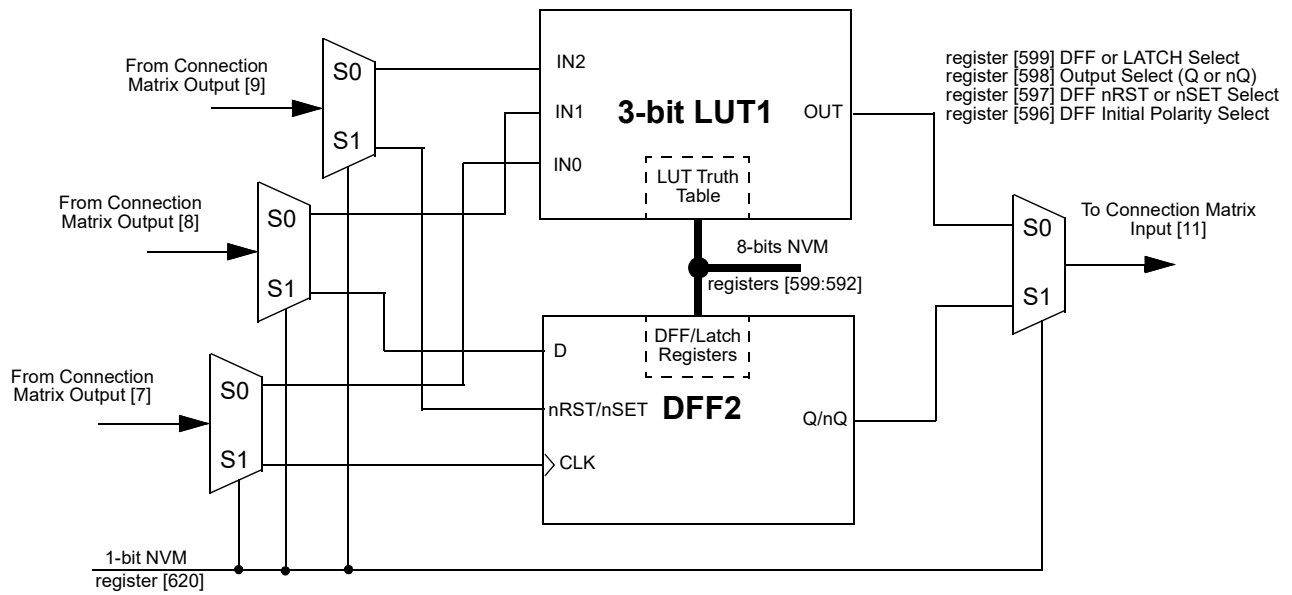 From Connection
Matrix Output [9]
S0
S1
From Connection
Matrix Output [8]
S0
S1
From Connection
Matrix Output [7]
S0
S1
1-bit NVM
register [620]
IN2
IN1
IN0
3-bit LUT1
OUT
LUT Truth
Table
8-bits NVM
registers [599:592]
DFF/Latch
Registers
D
nRST/nSET
DFF2
Q/nQ
CLK
register [599] DFF or LATCH Select
register [598] Output Select (Q or nQ)
register [597] DFF nRST or nSET Select
register [596] DFF Initial Polarity Select
S0
S1
To Connection Matrix
Input [11]